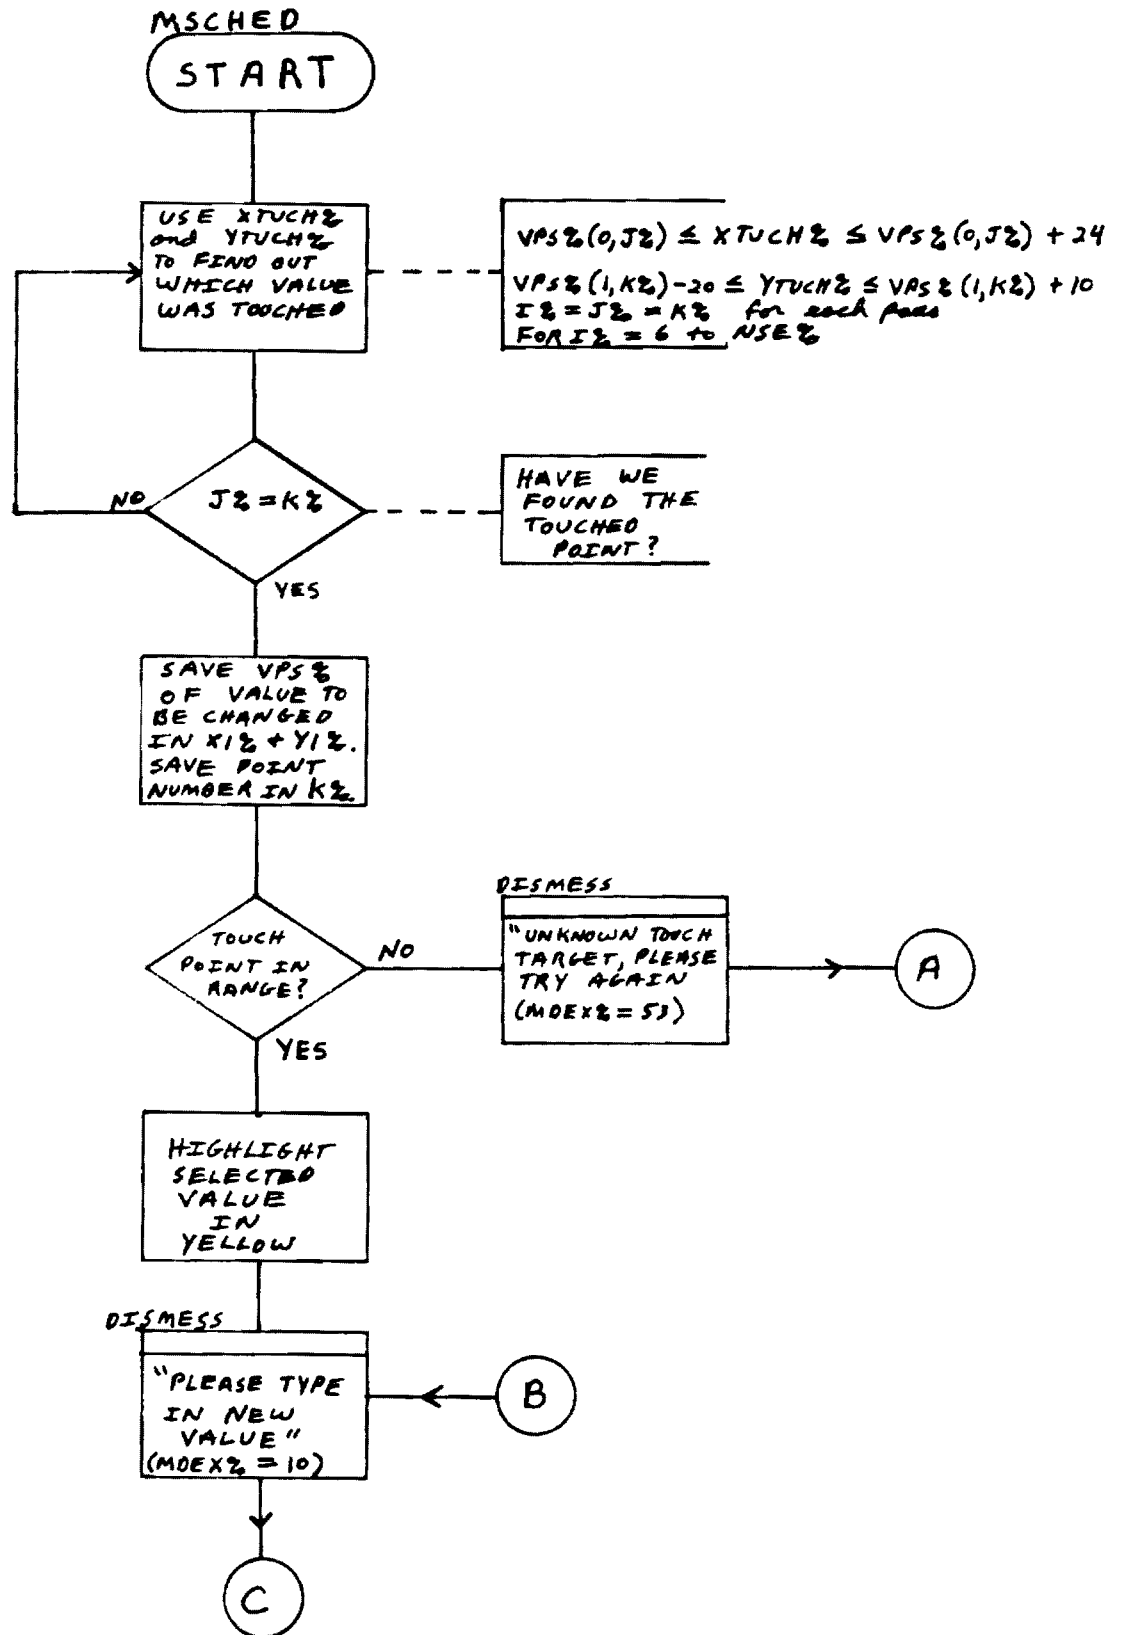 MSCHED
START
USE XTUCH%
and YTUCH%
TO FIND OUT
WHICH VALUE
WAS TOUCHED
VPS%(0,J%) ≤ XTUCH% ≤ VPS%(0,J%) + 24
VPS%(1,K%)-20 ≤ YTUCH% ≤ VPS%(1,K%) + 10
I% = J% = K% for each pass
FOR I% = 6 to NSE%
J% = K%
NO
HAVE WE
FOUND THE
TOUCHED
POINT?
YES
SAVE VPS%
OF VALUE TO
BE CHANGED
IN X1% + Y1%.
SAVE POINT
NUMBER IN K%.
DISMESS
TOUCH
POINT IN
RANGE?
NO
"UNKNOWN TOUCH
TARGET, PLEASE
TRY AGAIN
(MDEX% = 53)
A
YES
HIGHLIGHT
SELECTED
VALUE
IN
YELLOW
DISMESS
"PLEASE TYPE
IN NEW
VALUE"
(MDEX% = 10)
B
C